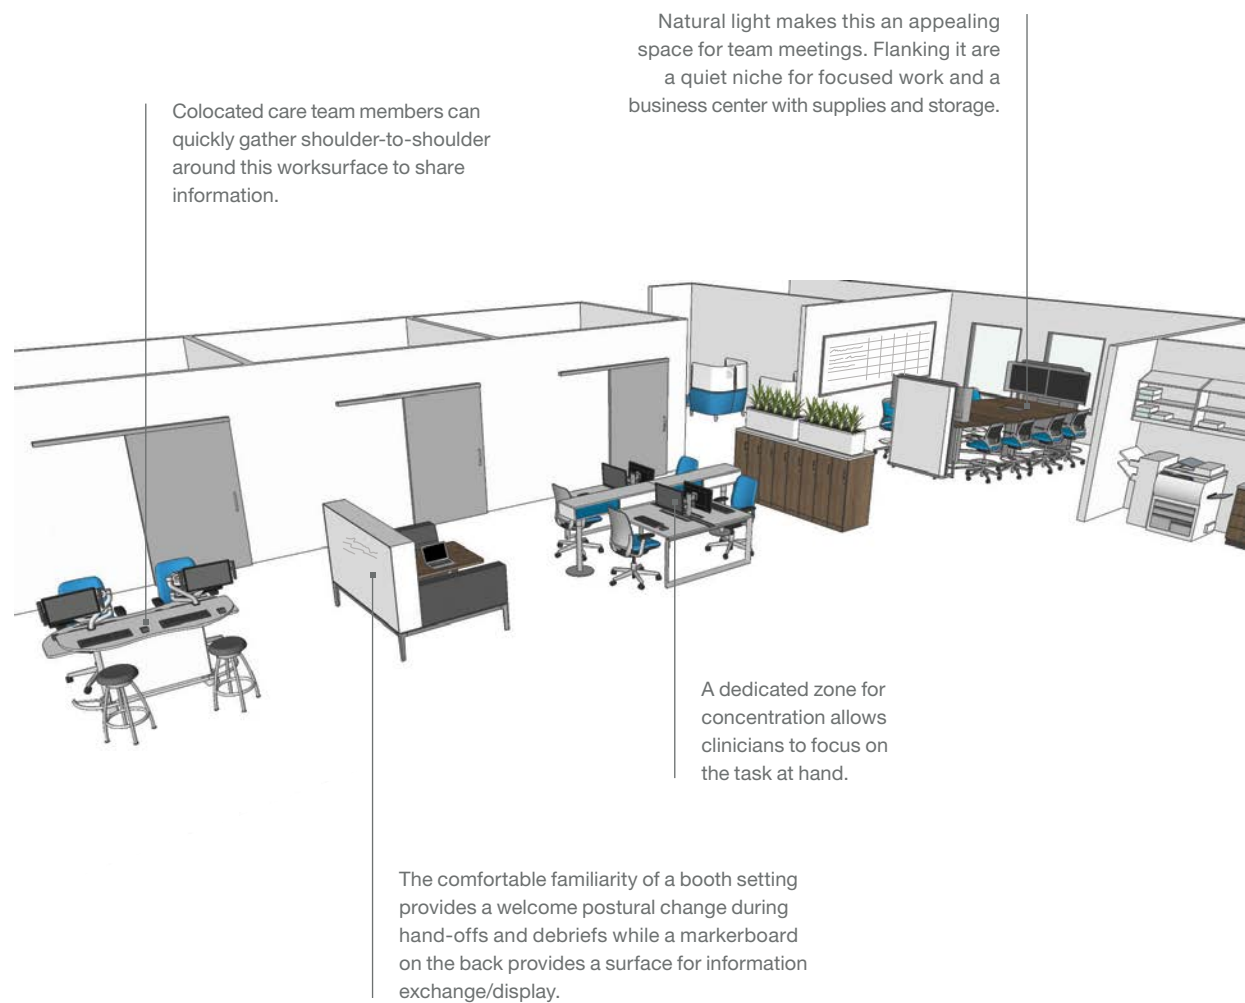 Natural light makes this an appealing
space for team meetings. Flanking it are
a quiet niche for focused work and a
business center with supplies and storage.
Colocated care team members can
quickly gather shoulder-to-shoulder
around this worksurface to share
information.
A dedicated zone for
concentration allows
clinicians to focus on
the task at hand.
The comfortable familiarity of a booth setting
provides a welcome postural change during
hand-offs and debriefs while a markerboard
on the back provides a surface for information
exchange/display.